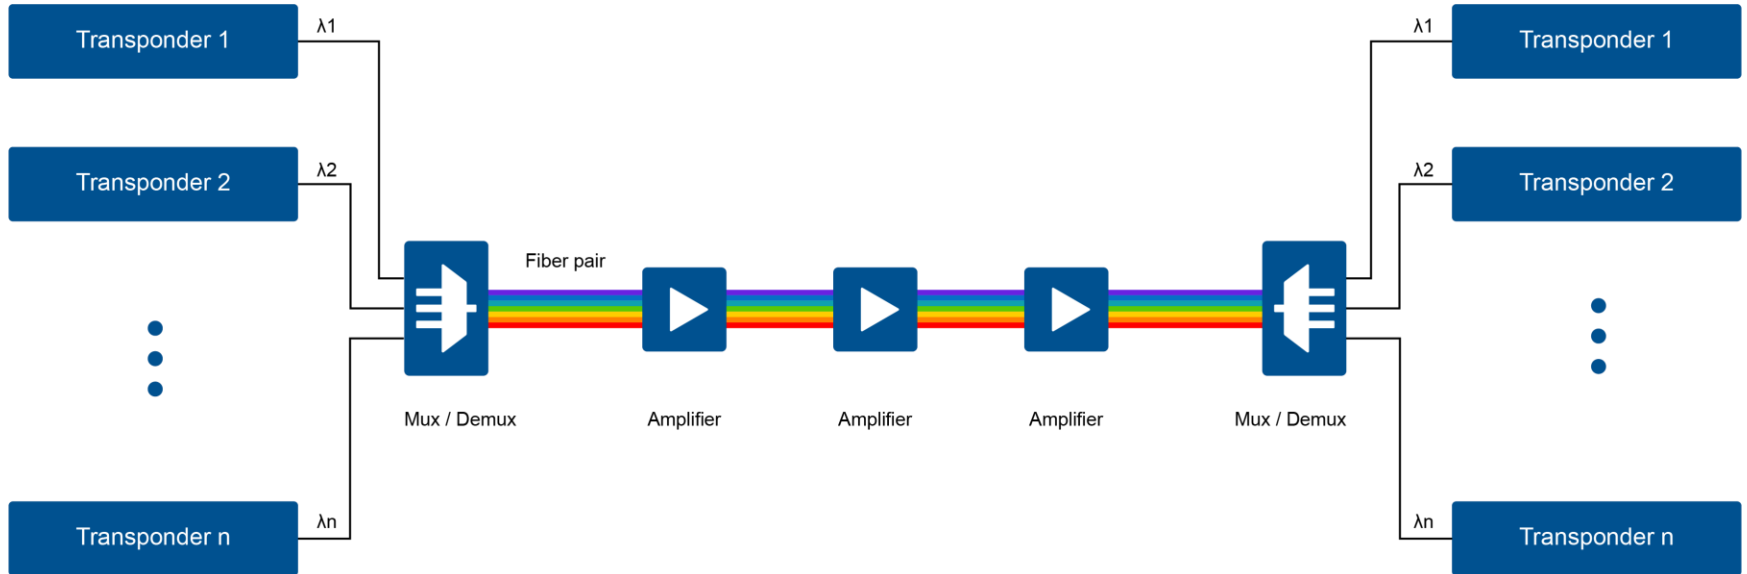 Transponder 1
λ1
λ1
Transponder 1
Transponder 2
λ2
λ2
Transponder 2
Fiber pair
Mux / Demux
Amplifier
Amplifier
Amplifier
Mux / Demux
Transponder n
λn
λn
Transponder n